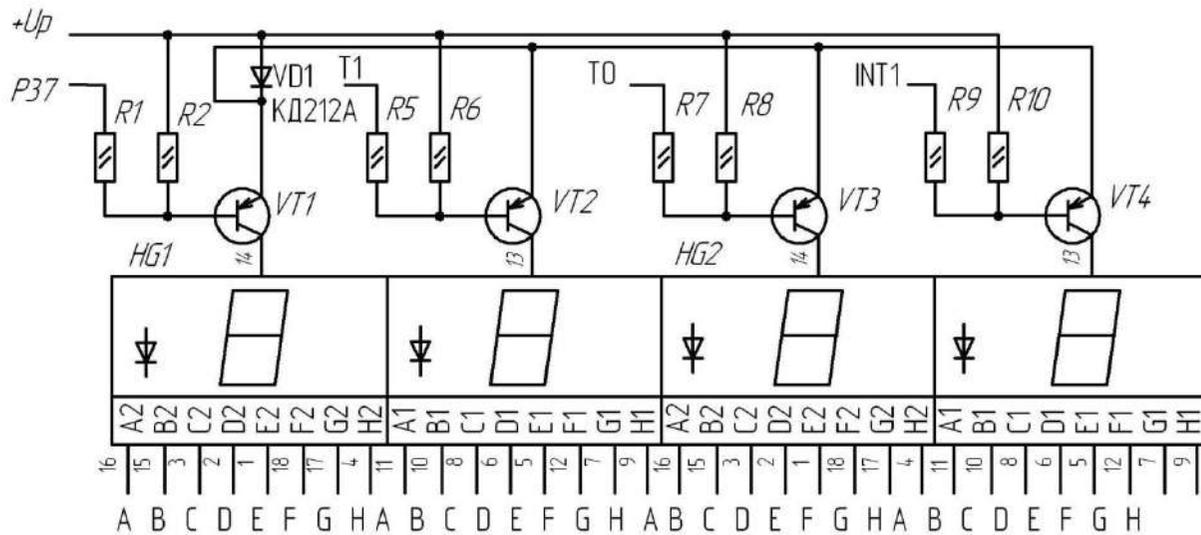 +Up
P37
R1
R2
VD1
КД212А
T1
R5
R6
T0
R7
R8
INT1
R9
R10
VT1
VT2
VT3
VT4
HG1
14
13
HG2
14
13
A2 B2 C2 D2 E2 F2 G2 H2 A1 B1 C1 D1 E1 F1 G1 H1 A2 B2 C2 D2 E2 F2 G2 H2 A1 B1 C1 D1 E1 F1 G1 H1
16 15 3 2 1 18 17 4 11 10 8 6 5 12 7 9 16 15 3 2 1 18 17 4 11 10 8 6 5 12 7 9
A B C D E F G H A B C D E F G H A B C D E F G H A B C D E F G H